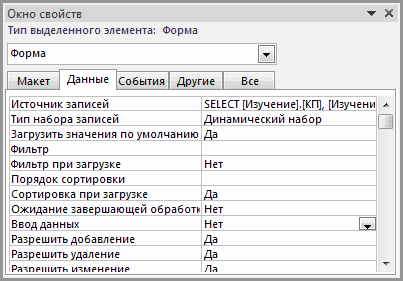 Окно свойств
Тип выделенного элемента: Форма
Форма
Макет Данные События Другие Все
Источник записей SELECT [Изучение].[КП], [Изучени
Тип набора записей Динамический набор
Загрузить значения по умолчанию Да
Фильтр
Фильтр при загрузке Нет
Порядок сортировки
Сортировка при загрузке Да
Ожидание завершающей обработк Нет
Ввод данных Нет
Разрешить добавление Да
Разрешить удаление Да
Разрешить изменение Да